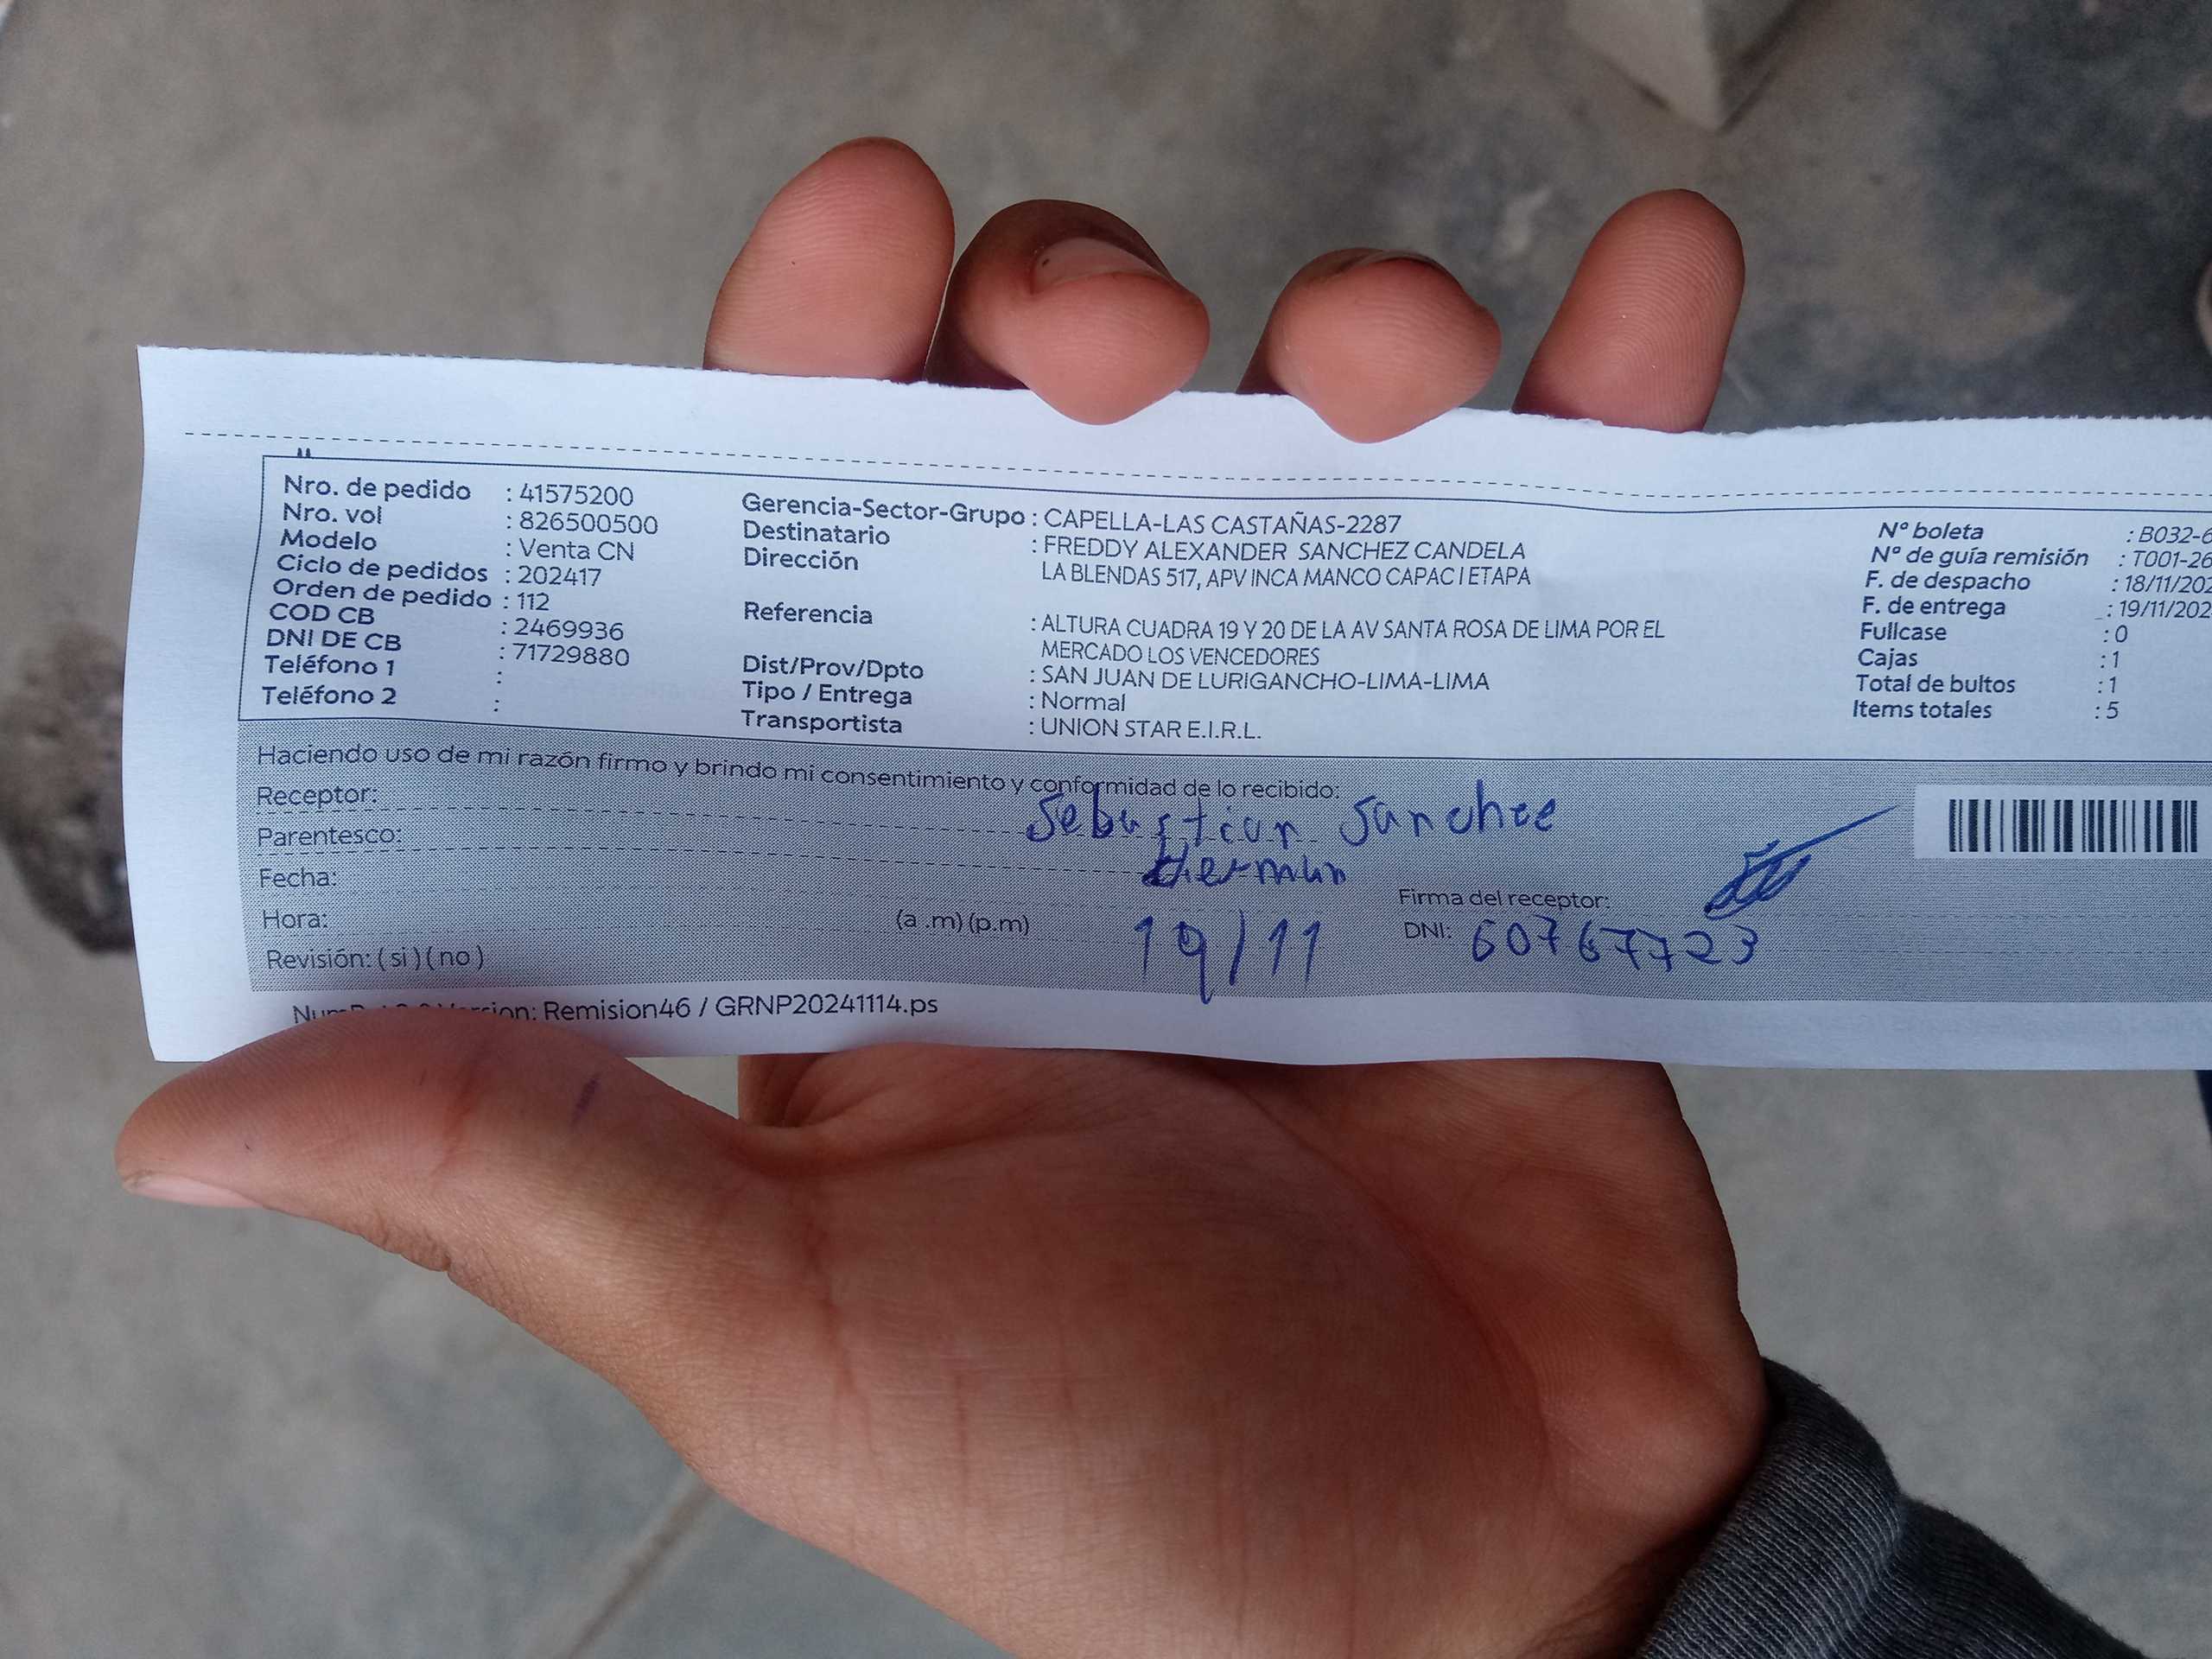 Nro. de pedido : 41575200
Nro. vol : 826500500
Modelo : Venta CN
Ciclo de pedidos : 202417
Orden de pedido : 112
COD CB : 2469936
DNI DE CB : 71729880
Teléfono 1 :
Teléfono 2 :
Gerencia-Sector-Grupo : CAPELLA-LAS CASTAÑAS-2287
Destinatario : FREDDY ALEXANDER SANCHEZ CANDELA
Dirección LA BLENDAS 517, APV INCA MANCO CAPAC I ETAPA
Referencia : ALTURA CUADRA 19 Y 20 DE LA AV SANTA ROSA DE LIMA POR EL
MERCADO LOS VENCEDORES
Dist/Prov/Dpto : SAN JUAN DE LURIGANCHO-LIMA-LIMA
Tipo / Entrega : Normal
Transportista : UNION STAR E.I.R.L.
N° boleta : B032-6
N° de guía remisión : T001-26
F. de despacho : 18/11/202
F. de entrega : 19/11/202
Fullcase : 0
Cajas : 1
Total de bultos : 1
Items totales : 5
Haciendo uso de mi razón firmo y brindo mi consentimiento y conformidad de lo recibido:
Receptor: Sebastian Sanchez
Parentesco: Herman
Fecha: 19/11
Hora: (a .m) (p.m)
Revisión: ( si ) ( no )
Firma del receptor:
DNI: 60767723
Remision46 / GRNP20241114.ps